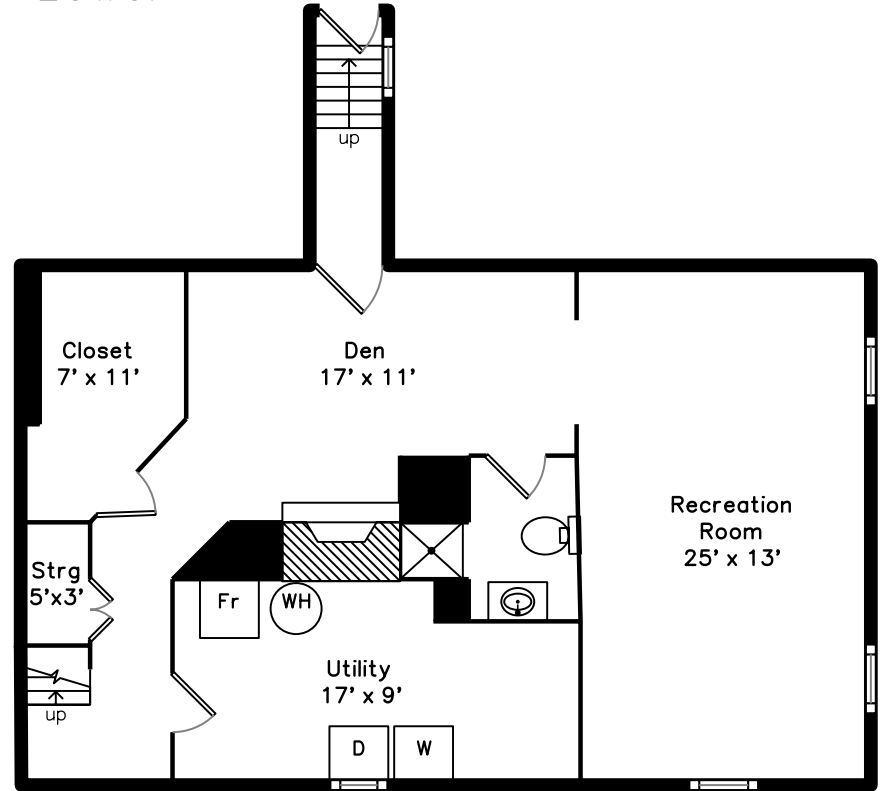 up
Closet
7' x 11'
Den
17' x 11'
Recreation
Room
25' x 13'
Strg
5'x3'
Fr
WH
Utility
17' x 9'
up
D
W